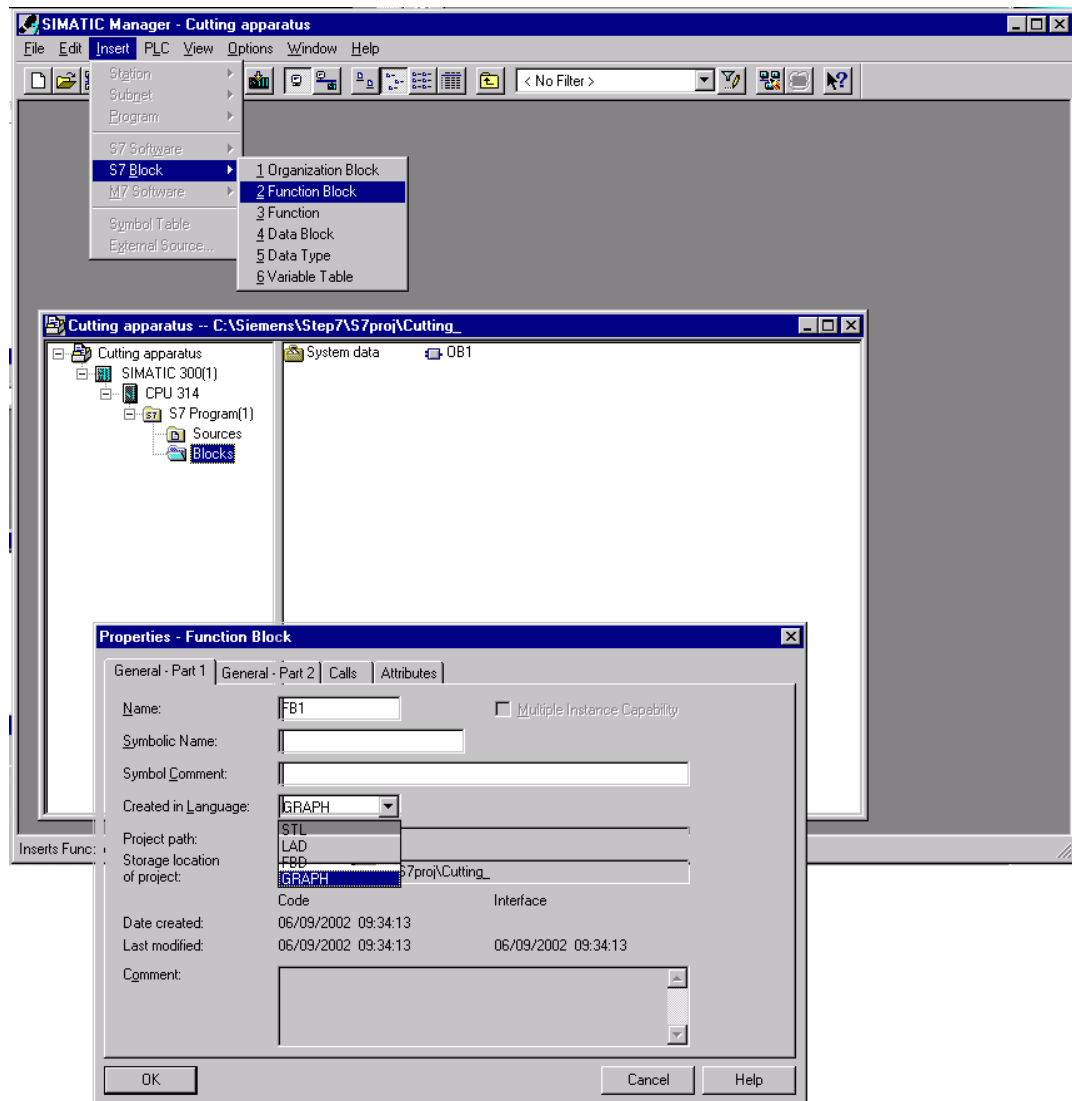 SIMATIC Manager - Cutting apparatus
File Edit Insert PLC View Options Window Help
Station
Subnet
Program
S7 Software
S7 Block
M7 Software
Symbol Table
External Source...
< No Filter >
1 Organization Block
2 Function Block
3 Function
4 Data Block
5 Data Type
6 Variable Table
Cutting apparatus -- C:\Siemens\Step7\S7proj\Cutting_
Cutting apparatus
SIMATIC 300(1)
CPU 314
S7 Program(1)
Sources
Blocks
System data OB1
Inserts Func
Properties - Function Block
General - Part 1 General - Part 2 Calls Attributes
Name: FB1
Multiple Instance Capability
Symbolic Name:
Symbol Comment:
Created in Language: GRAPH
STL
LAD
FBD
GRAPH
Project path:
Storage location
of project: S7proj\Cutting_
Code Interface
Date created: 06/09/2002 09:34:13
Last modified: 06/09/2002 09:34:13 06/09/2002 09:34:13
Comment:
OK Cancel Help